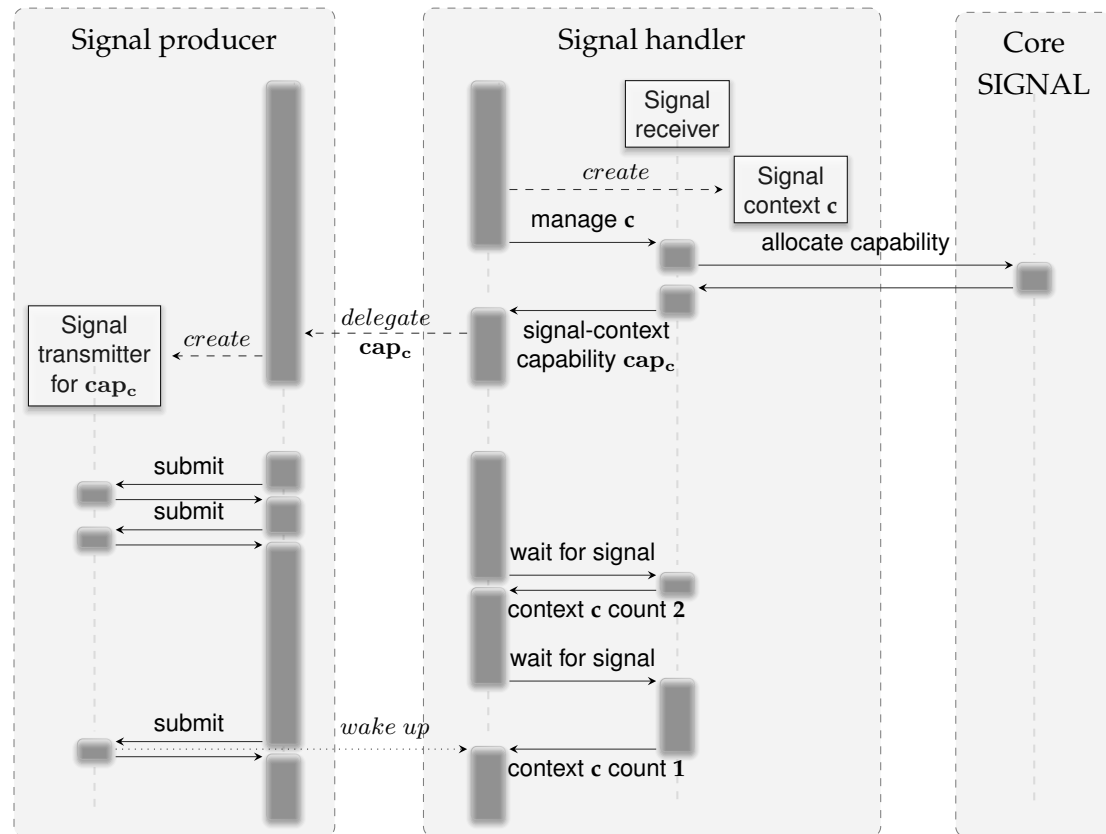 Signal producer
Signal handler
Core
SIGNAL
Signal
receiver
create
Signal
context c
manage c
allocate capability
delegate
cap_c
signal-context
capability cap_c
create
Signal
transmitter
for cap_c
submit
submit
wait for signal
context c count 2
wait for signal
submit
wake up
context c count 1